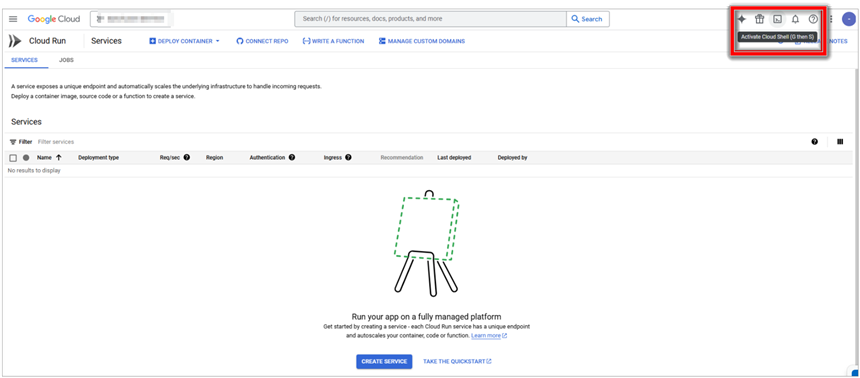 Google Cloud
Search (/) for resources, docs, products, and more
Search
Activate Cloud Shell (G then S)
Cloud Run
Services
DEPLOY CONTAINER
CONNECT REPO
WRITE A FUNCTION
MANAGE CUSTOM DOMAINS
NOTES
SERVICES
JOBS
A service exposes a unique endpoint and automatically scales the underlying infrastructure to handle incoming requests.
Deploy a container image, source code or a function to create a service.
Services
Filter Filter services
Name Deployment type Req/sec Region Authentication Ingress Recommendation Last deployed Deployed by
No results to display
Run your app on a fully managed platform
Get started by creating a service - each Cloud Run service has a unique endpoint
and autoscales your container, code or function. Learn more
CREATE SERVICE
TAKE THE QUICKSTART